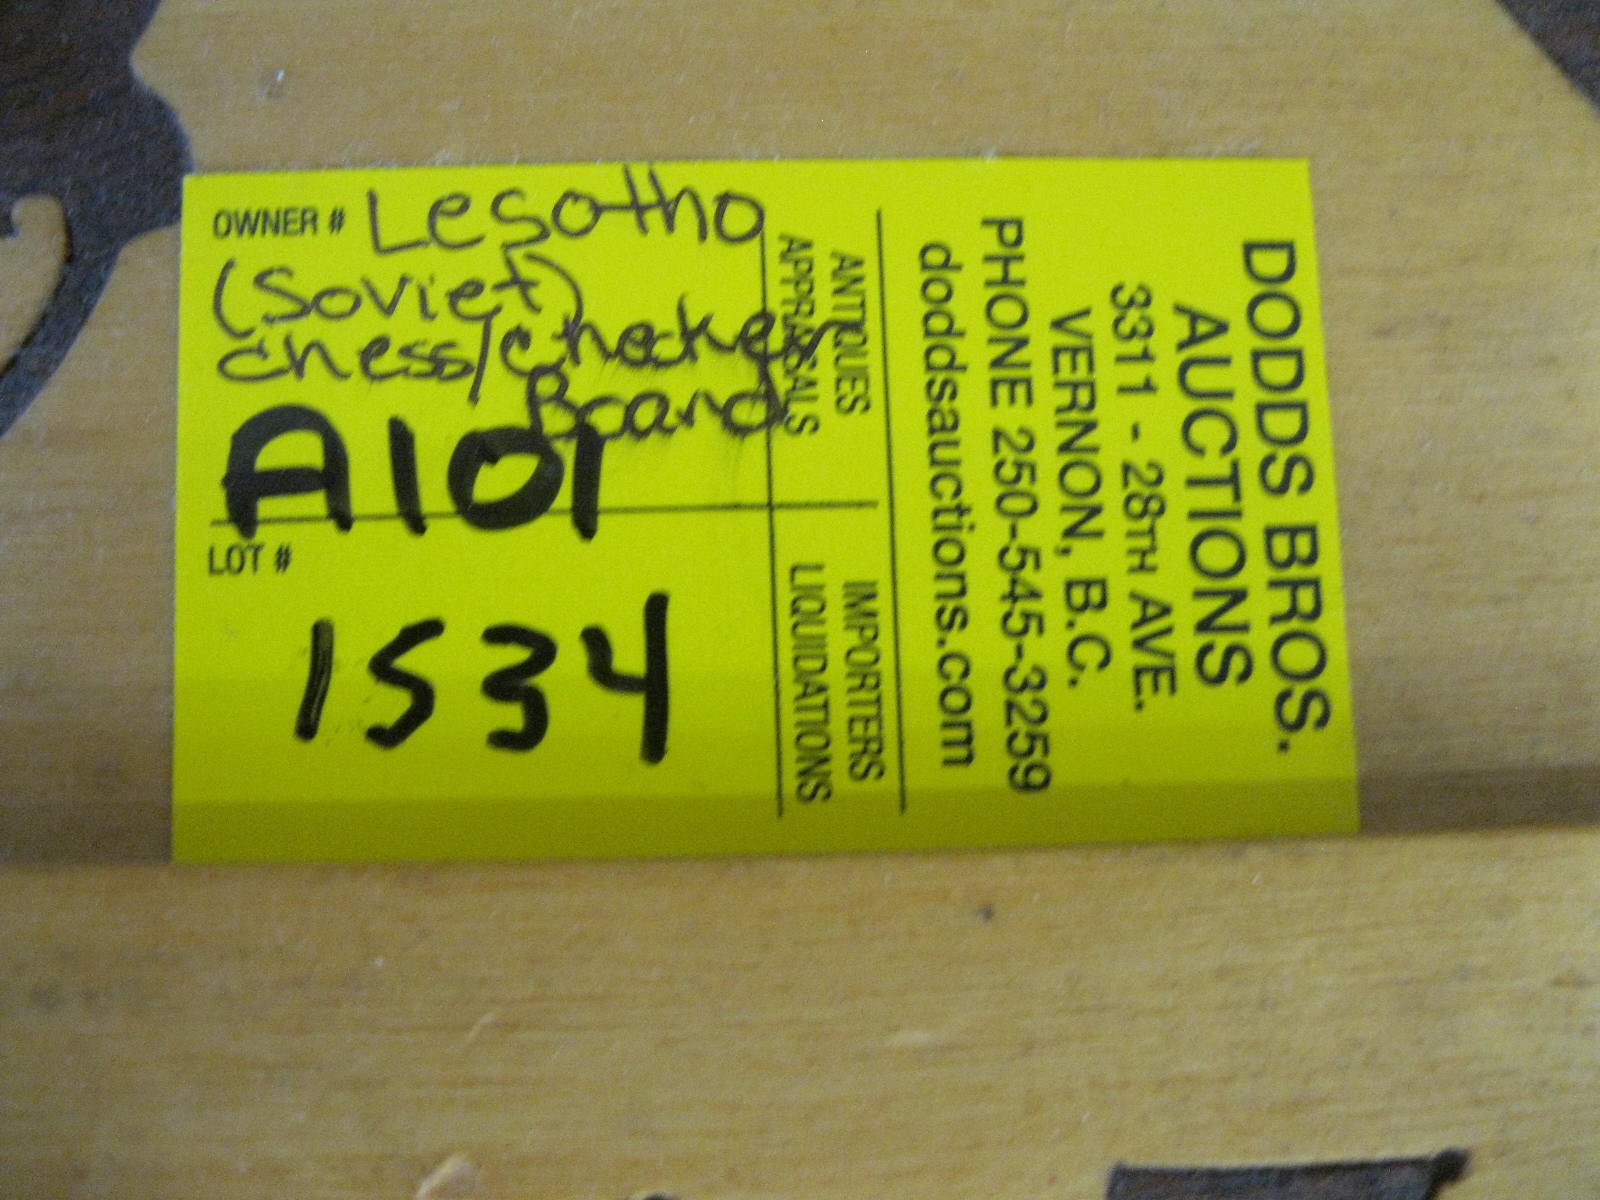 OWNER # Lesotho
(Soviet)
chess/checker
Board
A101
LOT #
1534
ANTIQUES
APPRAISALS
IMPORTERS
LIQUIDATIONS
DODDS BROS.
AUCTIONS
3311 - 28TH AVE.
VERNON, B.C.
PHONE 250-545-3259
doddsauctions.com